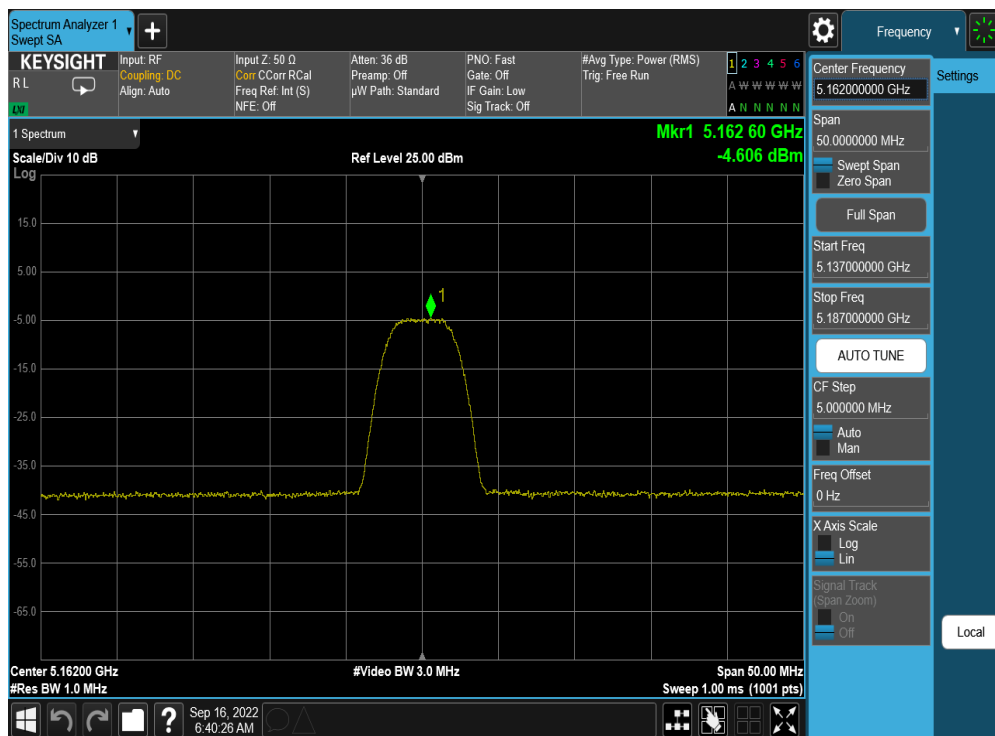 Spectrum Analyzer 1
Swept SA
Frequency
KEYSIGHT
R L
LXI
Input: RF
Coupling: DC
Align: Auto
Input Z: 50 Ω
Corr CCorr RCal
Freq Ref: Int (S)
NFE: Off
Atten: 36 dB
Preamp: Off
µW Path: Standard
PNO: Fast
Gate: Off
IF Gain: Low
Sig Track: Off
#Avg Type: Power (RMS)
Trig: Free Run
1 2 3 4 5 6
A W W W W W
A N N N N N
1 Spectrum
Mkr1 5.162 60 GHz
-4.606 dBm
Scale/Div 10 dB
Ref Level 25.00 dBm
Log
15.0
5.00
-5.00
-15.0
-25.0
-35.0
-45.0
-55.0
-65.0
1
Center 5.16200 GHz
#Video BW 3.0 MHz
Span 50.00 MHz
#Res BW 1.0 MHz
Sweep 1.00 ms (1001 pts)
Center Frequency
5.162000000 GHz
Settings
Span
50.0000000 MHz
Swept Span
Zero Span
Full Span
Start Freq
5.137000000 GHz
Stop Freq
5.187000000 GHz
AUTO TUNE
CF Step
5.000000 MHz
Auto
Man
Freq Offset
0 Hz
X Axis Scale
Log
Lin
Signal Track
(Span Zoom)
On
Off
Local
?
Sep 16, 2022
6:40:26 AM